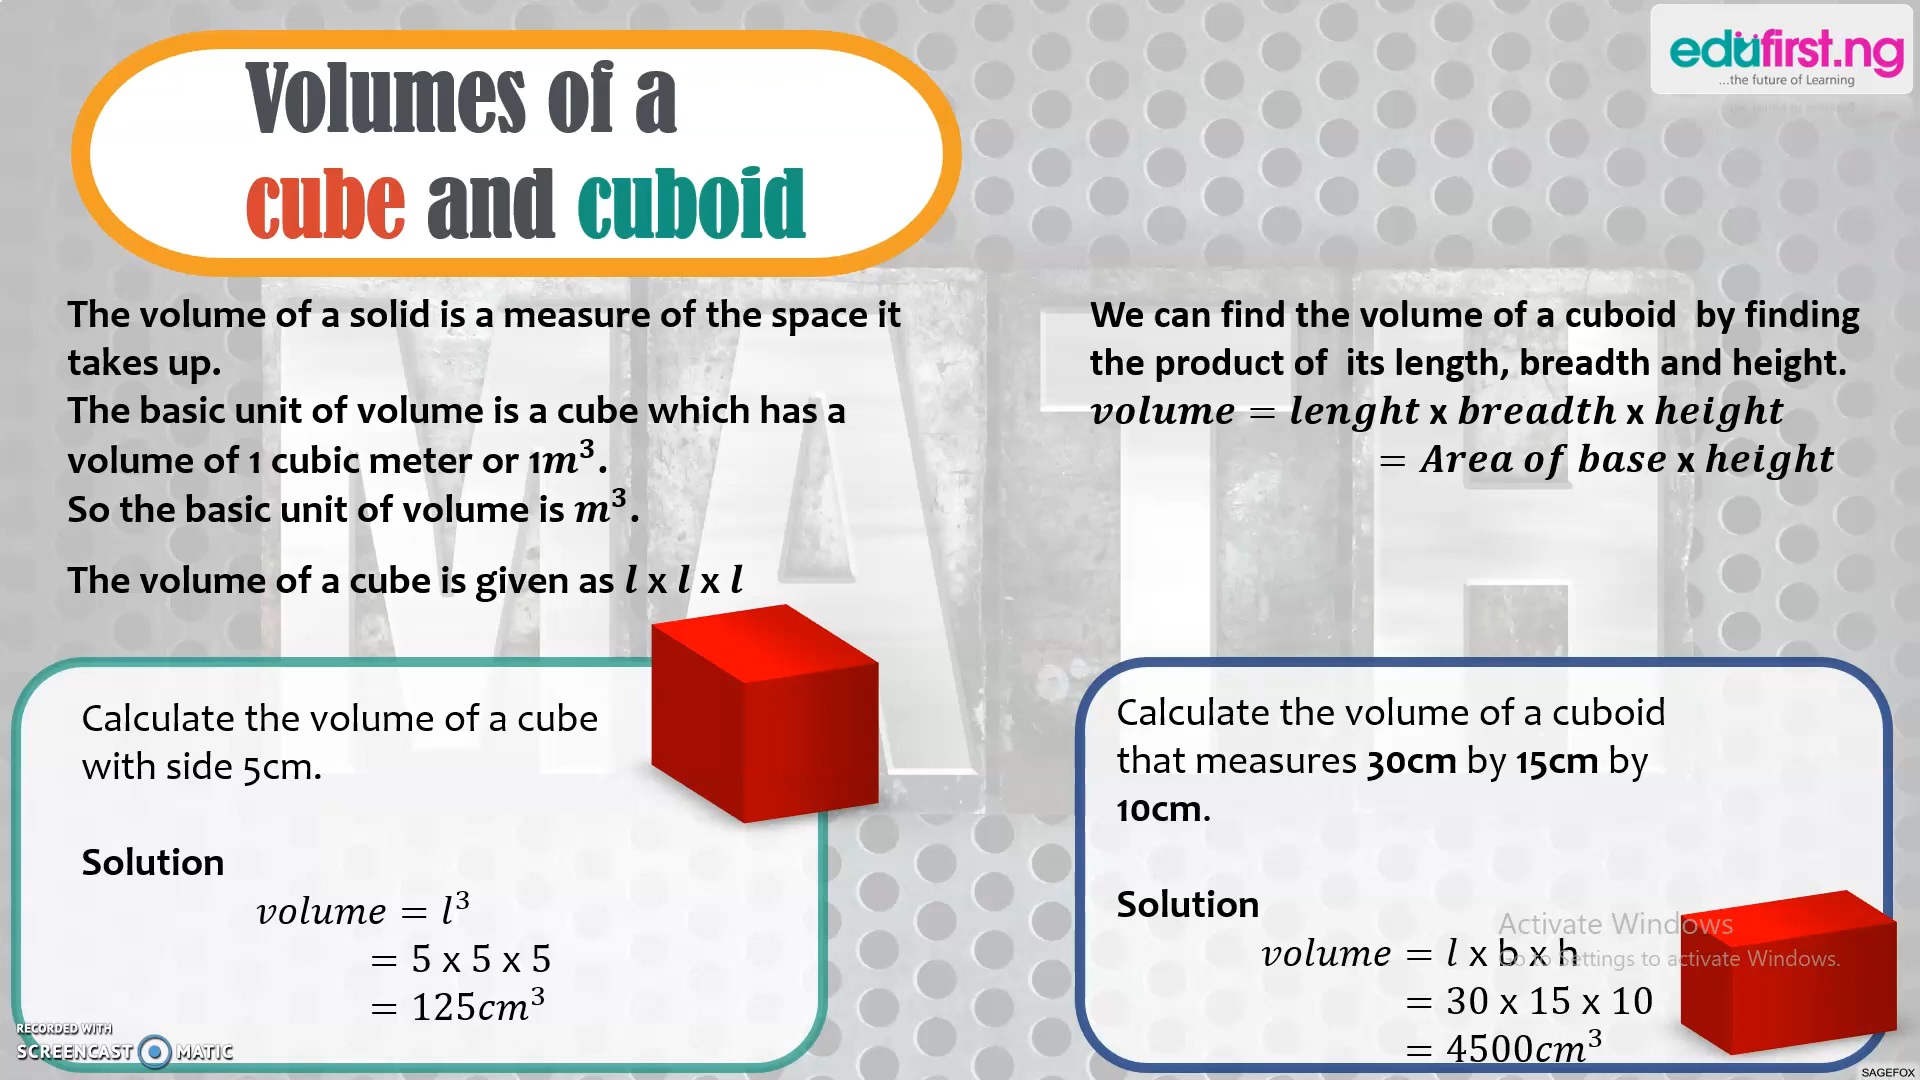 Volumes of a
cube and cuboid
edufirst.ng
...the future of Learning
The volume of a solid is a measure of the space it
takes up.
The basic unit of volume is a cube which has a
volume of 1 cubic meter or 1m³.
So the basic unit of volume is m³.
The volume of a cube is given as l x l x l
We can find the volume of a cuboid by finding
the product of its length, breadth and height.
volume = lenght x breadth x height
= Area of base x height
Calculate the volume of a cube
with side 5cm.
Solution
volume = l³
= 5 x 5 x 5
= 125cm³
Calculate the volume of a cuboid
that measures 30cm by 15cm by
10cm.
Solution
volume = l x b x h
= 30 x 15 x 10
= 4500cm³
Activate Windows
Go to Settings to activate Windows.
RECORDED WITH
SCREENCAST MATIC
SAGEFOX
MATH